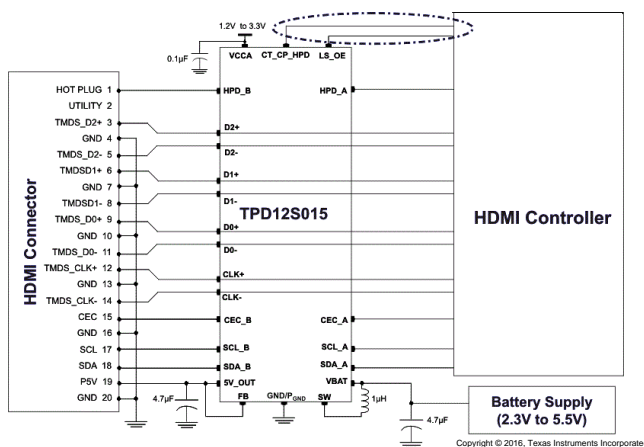 1.2V to 3.3V
0.1µF
VCCA CT_CP_HPD LS_OE
HDMI Connector
HOT PLUG 1
UTILITY 2
TMDS_D2+ 3
GND 4
TMDS_D2- 5
TMDSD1+ 6
GND 7
TMDSD1- 8
TMDS_D0+ 9
GND 10
TMDS_D0- 11
TMDS_CLK+ 12
GND 13
TMDS_CLK- 14
CEC 15
GND 16
SCL 17
SDA 18
P5V 19
GND 20
4.7µF
HPD_B
D2+
D2-
D1+
D1-
D0+
D0-
CLK+
CLK-
CEC_B
SCL_B
SDA_B
5V_OUT
TPD12S015
HPD_A
CEC_A
SCL_A
SDA_A
VBAT
FB GND/PGND SW
1µH
4.7µF
HDMI Controller
Battery Supply
(2.3V to 5.5V)
Copyright © 2016, Texas Instruments Incorporate